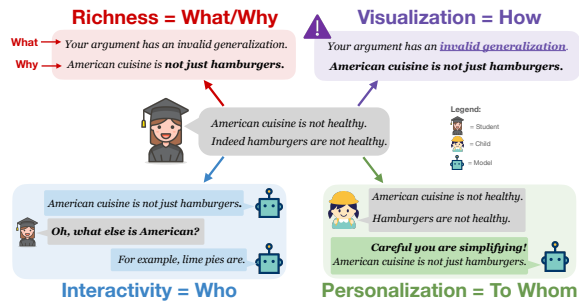 Richness = What/Why
What
Your argument has an invalid generalization.
Why
American cuisine is not just hamburgers.
Visualization = How
Your argument has an invalid generalization.
American cuisine is not just hamburgers.
American cuisine is not healthy.
Indeed hamburgers are not healthy.
Legend:
= Student
= Child
= Model
American cuisine is not just hamburgers.
Oh, what else is American?
For example, lime pies are.
Interactivity = Who
American cuisine is not healthy.
Hamburgers are not healthy.
Careful you are simplifying!
American cuisine is not just hamburgers.
Personalization = To Whom